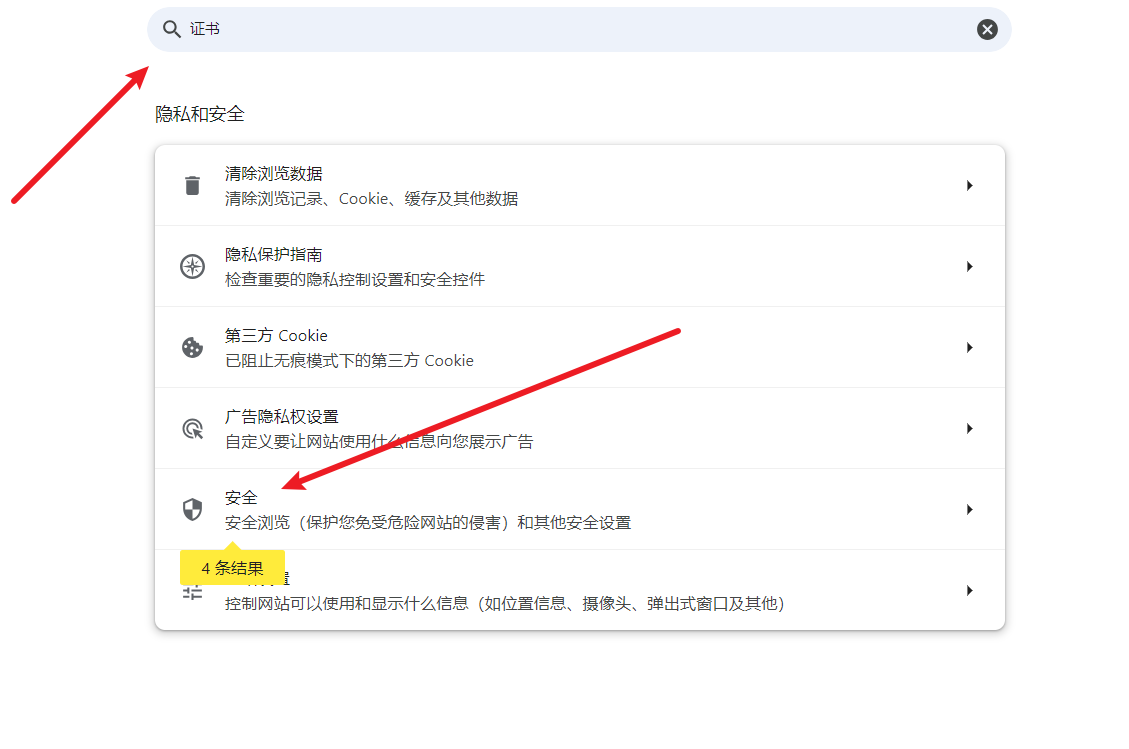 证书
隐私和安全
清除浏览数据
清除浏览记录、Cookie、缓存及其他数据
隐私保护指南
检查重要的隐私控制设置和安全控件
第三方 Cookie
已阻止无痕模式下的第三方 Cookie
广告隐私权设置
自定义要让网站使用什么信息向您展示广告
安全
安全浏览（保护您免受危险网站的侵害）和其他安全设置
4 条结果
控制网站可以使用和显示什么信息（如位置信息、摄像头、弹出式窗口及其他）